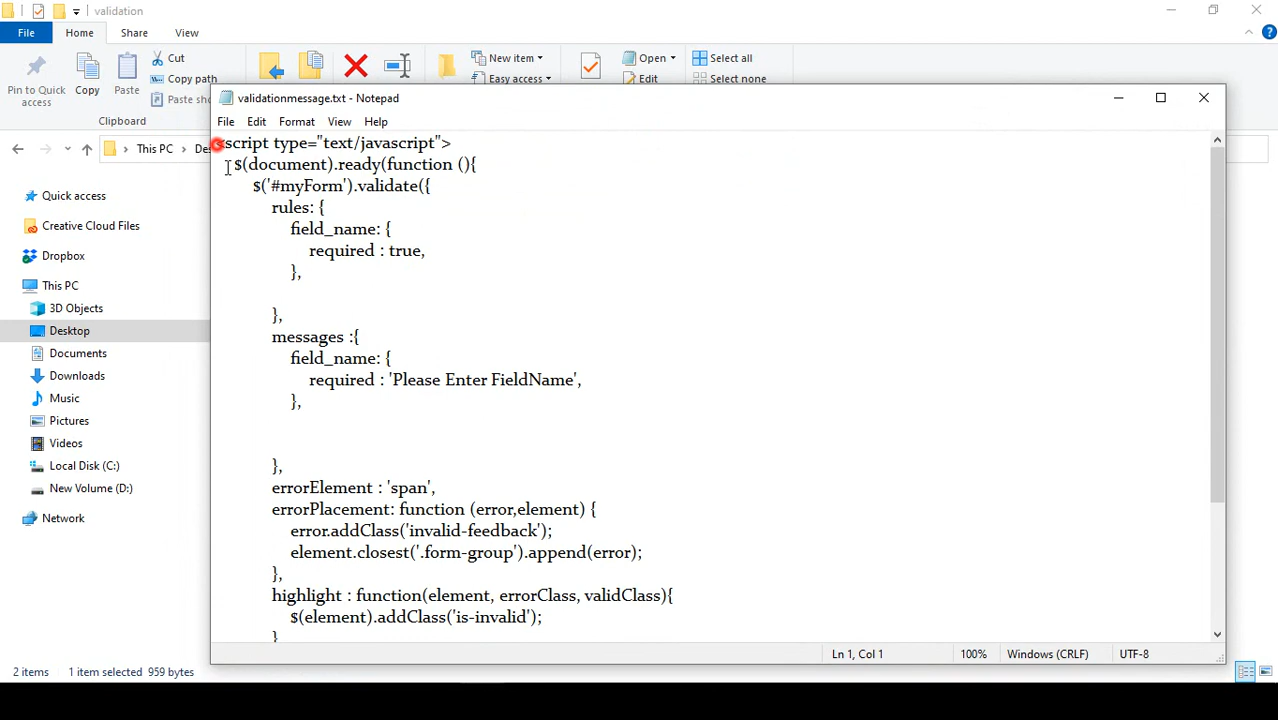 validation
File
Home
Share
View
Pin to Quick access
Copy
Paste
Cut
Copy path
Paste sho
Clipboard
New item
Easy access
Open
Edit
Select all
Select none
This PC
Des
Quick access
Creative Cloud Files
Dropbox
This PC
3D Objects
Desktop
Documents
Downloads
Music
Pictures
Videos
Local Disk (C:)
New Volume (D:)
Network
2 items
1 item selected 959 bytes
validationmessage.txt - Notepad
File Edit Format View Help
<script type="text/javascript">
$(document).ready(function (){
$('#myForm').validate({
rules: {
field_name: {
required : true,
},
},
messages :{
field_name: {
required : 'Please Enter FieldName',
},
},
errorElement : 'span',
errorPlacement: function (error,element) {
error.addClass('invalid-feedback');
element.closest('.form-group').append(error);
},
highlight : function(element, errorClass, validClass){
$(element).addClass('is-invalid');
}
Ln 1, Col 1
100%
Windows (CRLF)
UTF-8